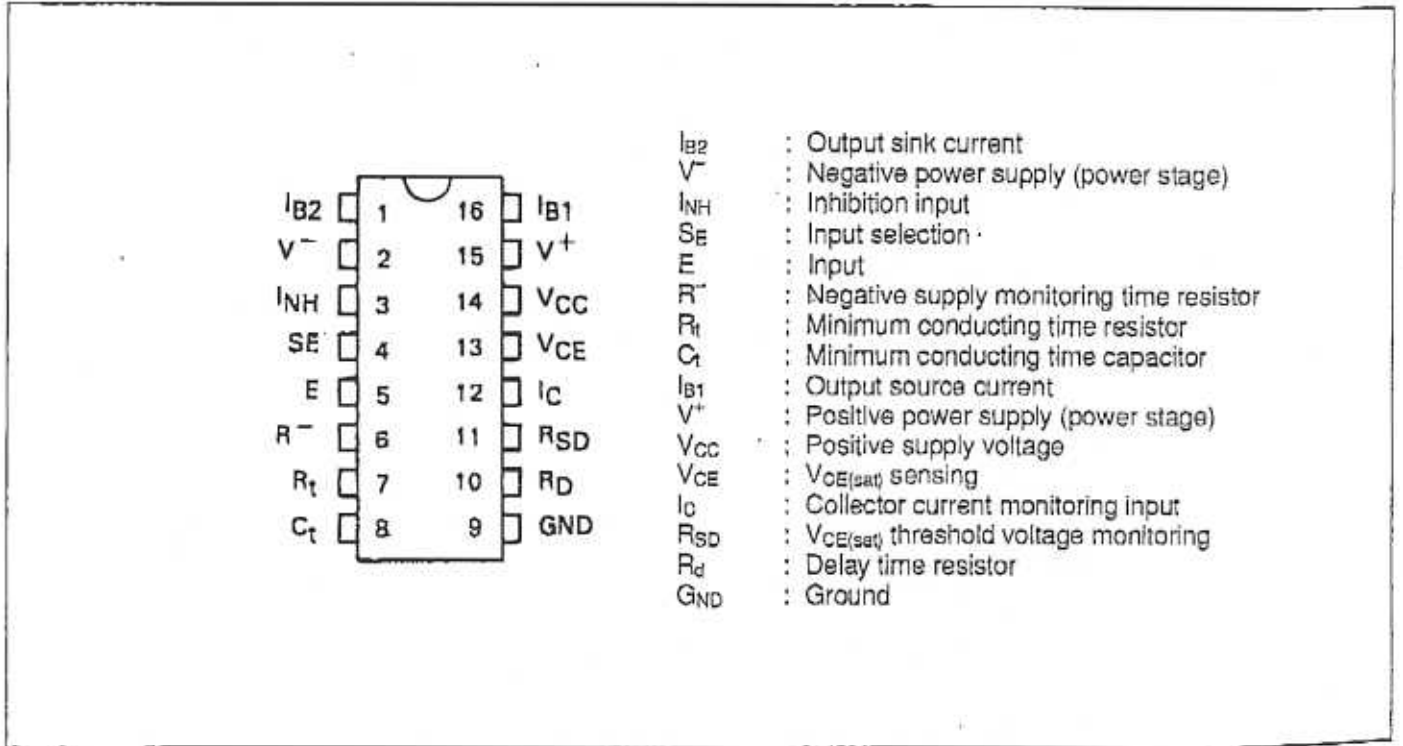 IB2 1 16 IB1
V− 2 15 V+
INH 3 14 VCC
SE 4 13 VCE
E 5 12 IC
R− 6 11 RSD
Rt 7 10 RD
Ct 8 9 GND
IB2 : Output sink current
V− : Negative power supply (power stage)
INH : Inhibition input
SE : Input selection
E : Input
R− : Negative supply monitoring time resistor
Rt : Minimum conducting time resistor
Ct : Minimum conducting time capacitor
IB1 : Output source current
V+ : Positive power supply (power stage)
VCC : Positive supply voltage
VCE : VCE(sat) sensing
IC : Collector current monitoring input
RSD : VCE(sat) threshold voltage monitoring
Rd : Delay time resistor
GND : Ground